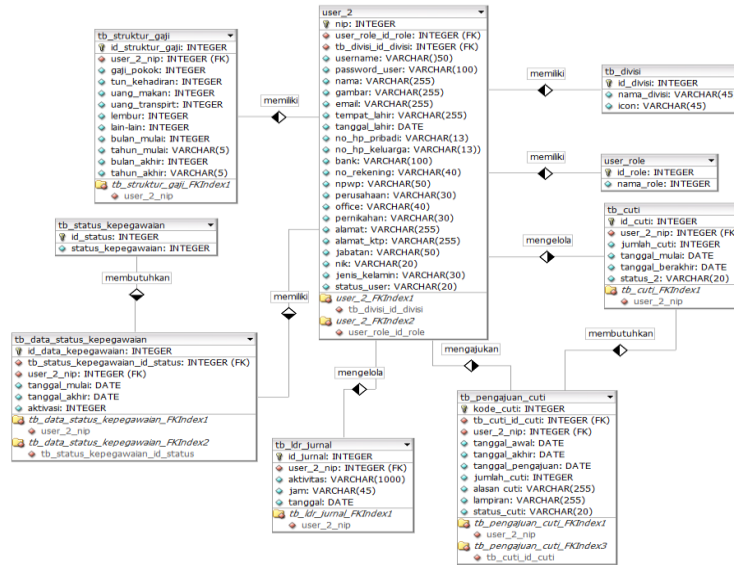 tb_struktur_gaji
id_struktur_gaji: INTEGER
user_2_nip: INTEGER (FK)
gaji_pokok: INTEGER
tun_kehadiran: INTEGER
uang_makan: INTEGER
uang_transpirt: INTEGER
lembur: INTEGER
lain-lain: INTEGER
bulan_mulai: INTEGER
tahun_mulai: VARCHAR(5)
bulan_akhir: INTEGER
tahun_akhir: VARCHAR(5)
tb_struktur_gaji_FKIndex1
user_2_nip
memiliki
user_2
nip: INTEGER
user_role_id_role: INTEGER (FK)
tb_divisi_id_divisi: INTEGER (FK)
username: VARCHAR()50)
password_user: VARCHAR(100)
nama: VARCHAR(255)
gambar: VARCHAR(255)
email: VARCHAR(255)
tempat_lahir: VARCHAR(255)
tanggal_lahir: DATE
no_hp_pribadi: VARCHAR(13)
no_hp_keluarga: VARCHAR(13))
bank: VARCHAR(100)
no_rekening: VARCHAR(40)
npwp: VARCHAR(50)
perusahaan: VARCHAR(30)
office: VARCHAR(40)
pernikahan: VARCHAR(30)
alamat: VARCHAR(255)
alamat_ktp: VARCHAR(255)
jabatan: VARCHAR(50)
nik: VARCHAR(20)
jenis_kelamin: VARCHAR(30)
status_user: VARCHAR(20)
user_2_FKIndex1
tb_divisi_id_divisi
user_2_FKIndex2
user_role_id_role
memiliki
tb_divisi
id_divisi: INTEGER
nama_divisi: VARCHAR(45
icon: VARCHAR(45)
memiliki
user_role
id_role: INTEGER
nama_role: INTEGER
mengelola
tb_cuti
id_cuti: INTEGER
user_2_nip: INTEGER (FK)
jumlah_cuti: INTEGER
tanggal_mulai: DATE
tanggal_berakhir: DATE
status_2: VARCHAR(20)
tb_cuti_FKIndex1
user_2_nip
tb_status_kepegawaian
id_status: INTEGER
status_kepegawaian: INTEGER
membutuhkan
memiliki
tb_data_status_kepegawaian
id_data_kepegawaian: INTEGER
tb_status_kepegawaian_id_status: INTEGER (FK)
user_2_nip: INTEGER (FK)
tanggal_mulai: DATE
tanggal_akhir: DATE
aktivasi: INTEGER
tb_data_status_kepegawaian_FKIndex1
user_2_nip
tb_data_status_kepegawaian_FKIndex2
tb_status_kepegawaian_id_status
mengelola
mengajukan
membutuhkan
tb_ldr_jurnal
id_jurnal: INTEGER
user_2_nip: INTEGER (FK)
aktivitas: VARCHAR(1000)
jam: VARCHAR(45)
tanggal: DATE
tb_ldr_jurnal_FKIndex1
user_2_nip
tb_pengajuan_cuti
kode_cuti: INTEGER
tb_cuti_id_cuti: INTEGER (FK)
user_2_nip: INTEGER (FK)
tanggal_awal: DATE
tanggal_akhir: DATE
tanggal_pengajuan: DATE
jumlah_cuti: INTEGER
alasan cuti: VARCHAR(255)
lampiran: VARCHAR(255)
status_cuti: VARCHAR(20)
tb_pengajuan_cuti_FKIndex1
user_2_nip
tb_pengajuan_cuti_FKIndex3
tb_cuti_id_cuti